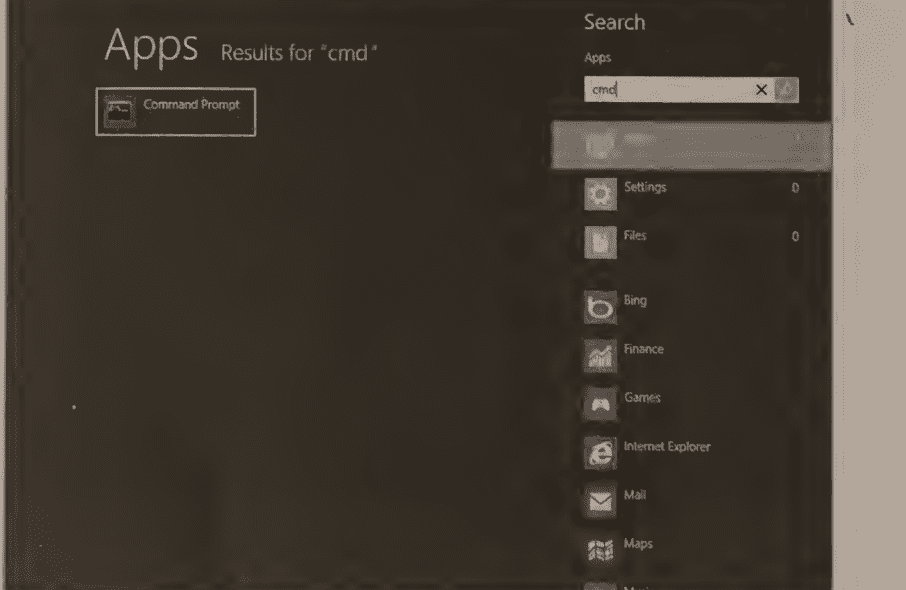 Apps Results for "cmd"
Command Prompt
Search
Apps
cmd
Settings 0
Files 0
Bing
Finance
Games
Internet Explorer
Mail
Maps